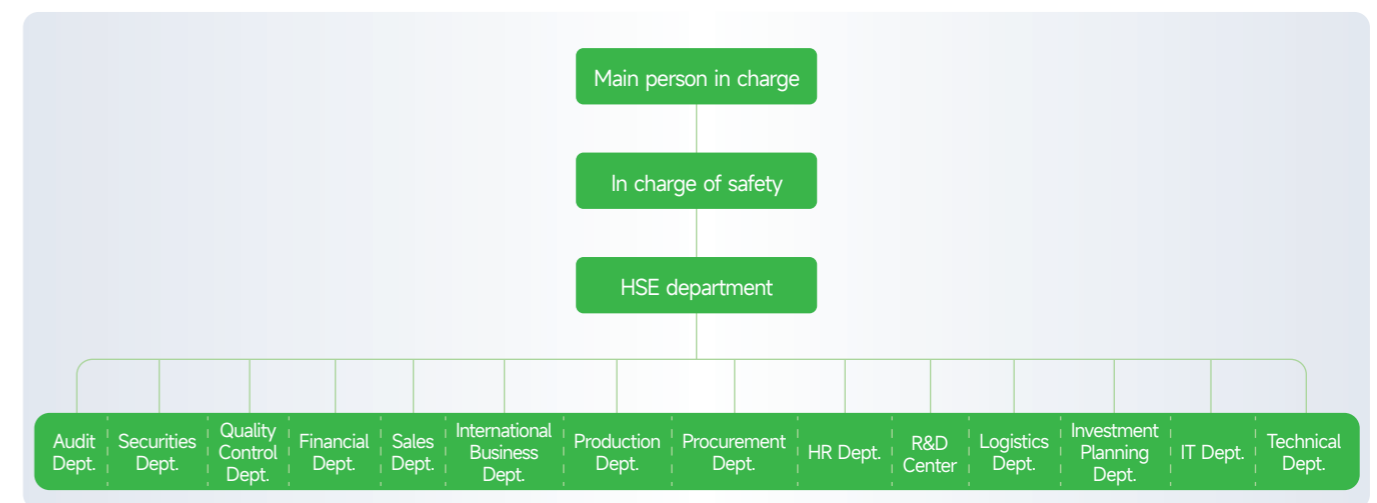 Main person in charge
In charge of safety
HSE department
Audit
Dept.
Securities
Dept.
Quality
Control
Dept.
Financial
Dept.
Sales
Dept.
International
Business
Dept.
Production
Dept.
Procurement
Dept.
HR Dept.
R&D
Center
Logistics
Dept.
Investment
Planning
Dept.
IT Dept.
Technical
Dept.